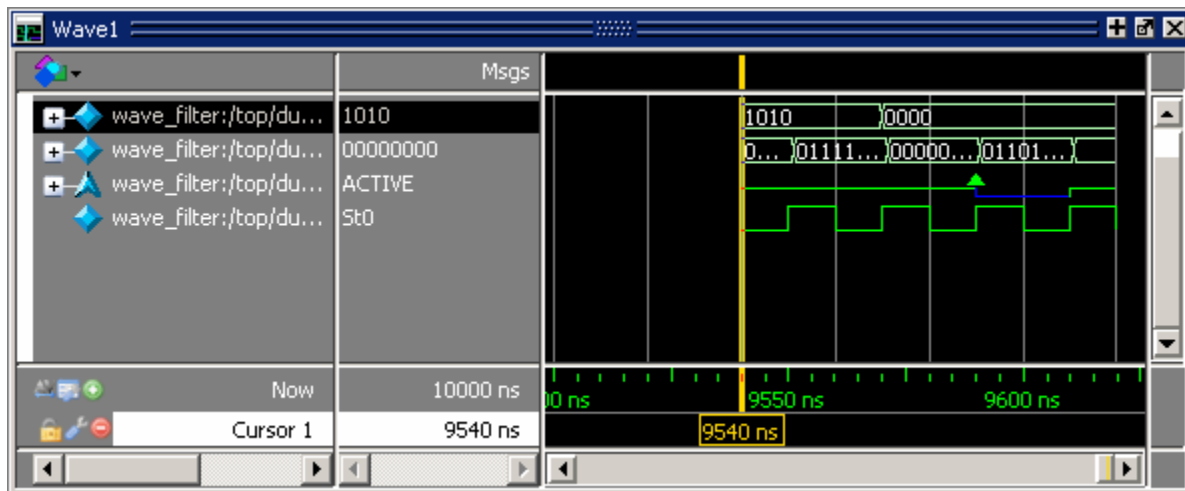 Wave1
Msgs
wave_filter:/top/du... 1010 1010 0000
wave_filter:/top/du... 00000000 0... 01111... 00000... 01101...
wave_filter:/top/du... ACTIVE
wave_filter:/top/du... St0
Now 10000 ns 00 ns 9550 ns 9600 ns
Cursor 1 9540 ns 9540 ns